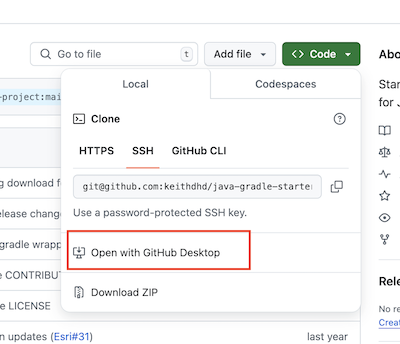 Go to file
t
Add file
Code
Abo
Local
Codespaces
Star
for J
-project:mai
Clone
HTTPS
SSH
GitHub CLI
ng download f
git@github.com:keithdhd/java-gradle-starte
elease change
Use a password-protected SSH key.
gradle wrapp
Open with GitHub Desktop
e CONTRIBUT
Rele
Download ZIP
e LICENSE
No re
Creat
n updates (Esri#31)
last year